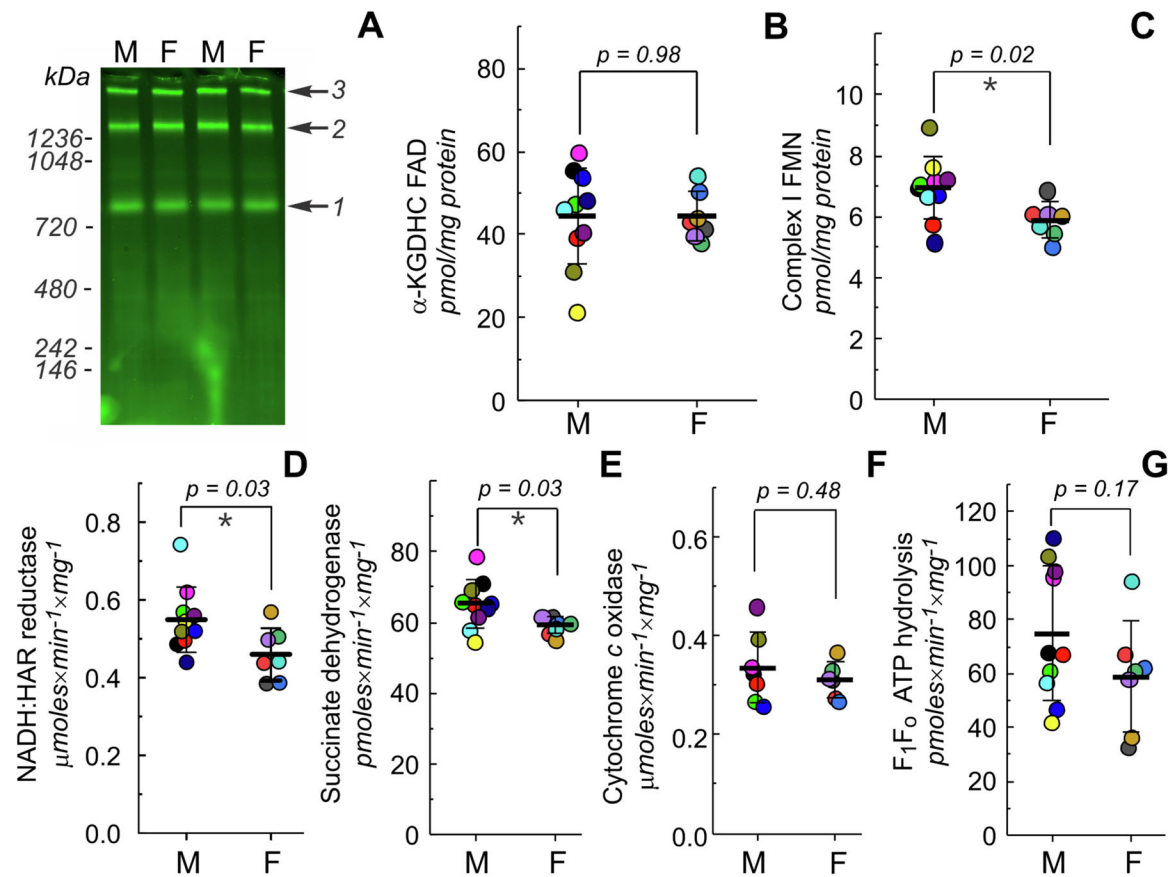 A
M F M F
kDa
1236 -
1048 -
720 -
480 -
242 -
146 -
3
2
1
B
p = 0.98
α-KGDHC FAD
pmol/mg protein
80
60
40
20
0
M F
C
p = 0.02
*
Complex I FMN
pmol/mg protein
10
8
6
4
2
0
M F
D
p = 0.03
*
NADH:HAR reductase
μmoles×min⁻¹×mg⁻¹
0.8
0.6
0.4
0.2
0.0
M F
E
p = 0.03
*
Succinate dehydrogenase
pmoles×min⁻¹×mg⁻¹
80
60
40
20
0
M F
F
p = 0.48
Cytochrome c oxidase
μmoles×min⁻¹×mg⁻¹
0.6
0.4
0.2
0.0
M F
G
p = 0.17
F₁Fₒ ATP hydrolysis
pmoles×min⁻¹×mg⁻¹
120
100
80
60
40
20
0
M F